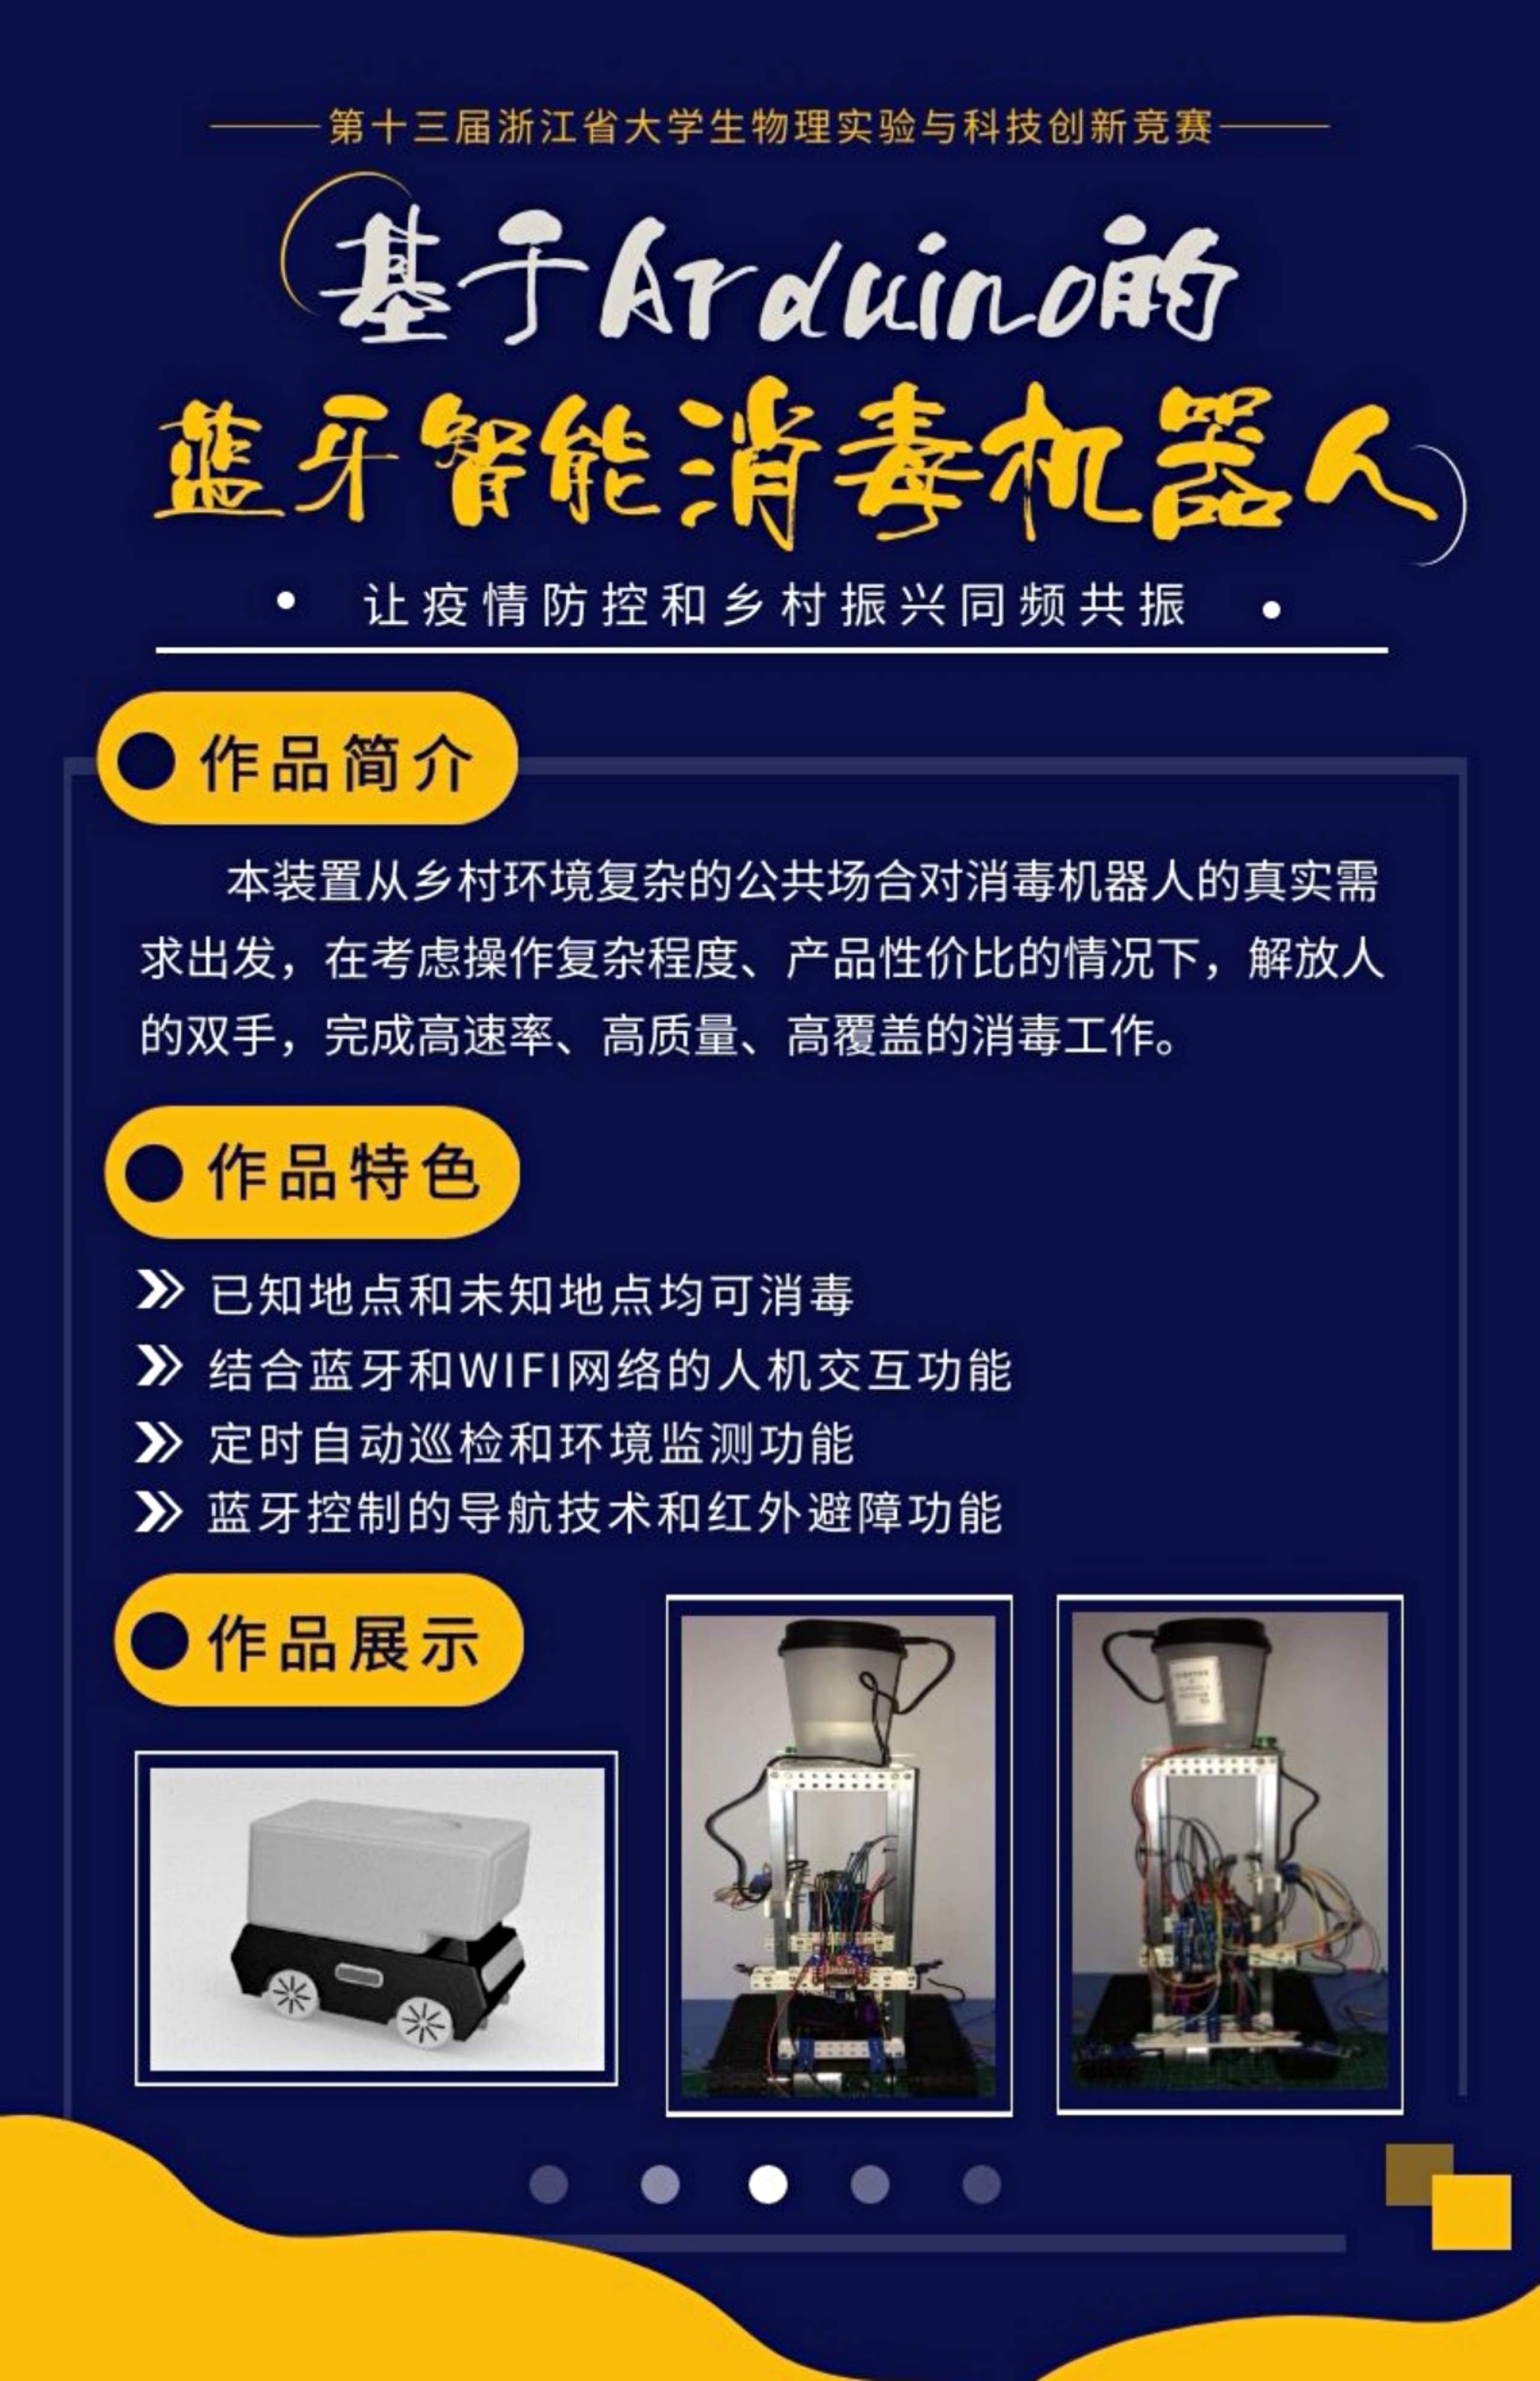 第十三届浙江省大学生物理实验与科技创新竞赛
基于Arduino的
蓝牙智能消毒机器人
• 让疫情防控和乡村振兴同频共振 •
作品简介
本装置从乡村环境复杂的公共场合对消毒机器人的真实需
求出发，在考虑操作复杂程度、产品性价比的情况下，解放人
的双手，完成高速率、高质量、高覆盖的消毒工作。
作品特色
已知地点和未知地点均可消毒
结合蓝牙和WIFI网络的人机交互功能
定时自动巡检和环境监测功能
蓝牙控制的导航技术和红外避障功能
作品展示